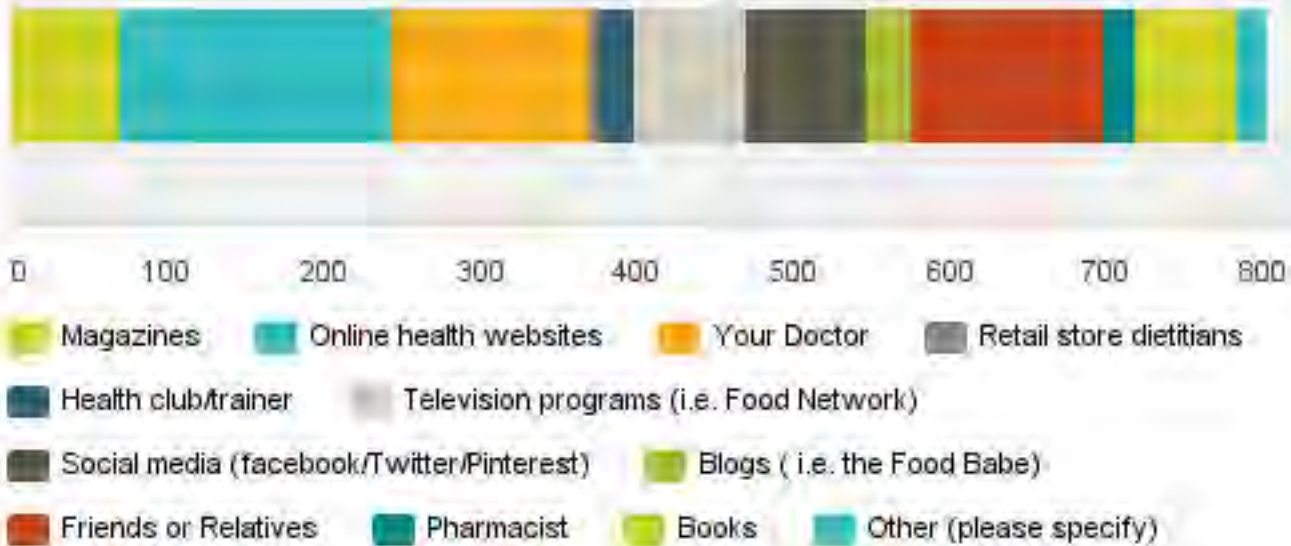 0 100 200 300 400 500 600 700 800
Magazines Online health websites Your Doctor Retail store dietitians
Health club/trainer Television programs (i.e. Food Network)
Social media (facebook/Twitter/Pinterest) Blogs ( i.e. the Food Babe)
Friends or Relatives Pharmacist Books Other (please specify)